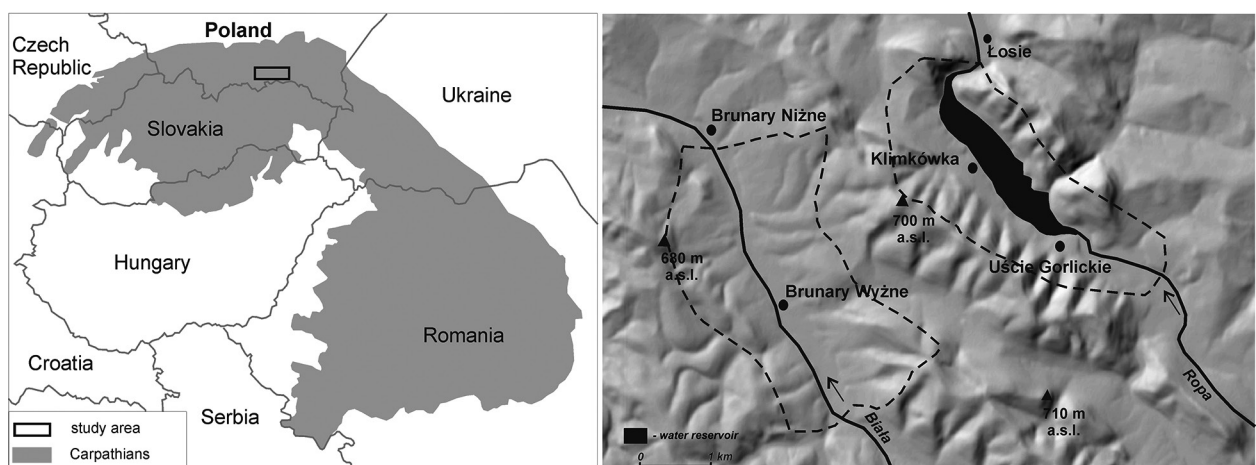 Poland
Czech
Republic
Ukraine
Slovakia
Hungary
Romania
Croatia
Serbia
study area
Carpathians
Łosie
Brunary Niżne
Klimkówka
700 m
a.s.l.
680 m
a.s.l.
Uście Gorlickie
Brunary Wyżne
Ropa
710 m
a.s.l.
Biała
- water reservoir
0 1 km